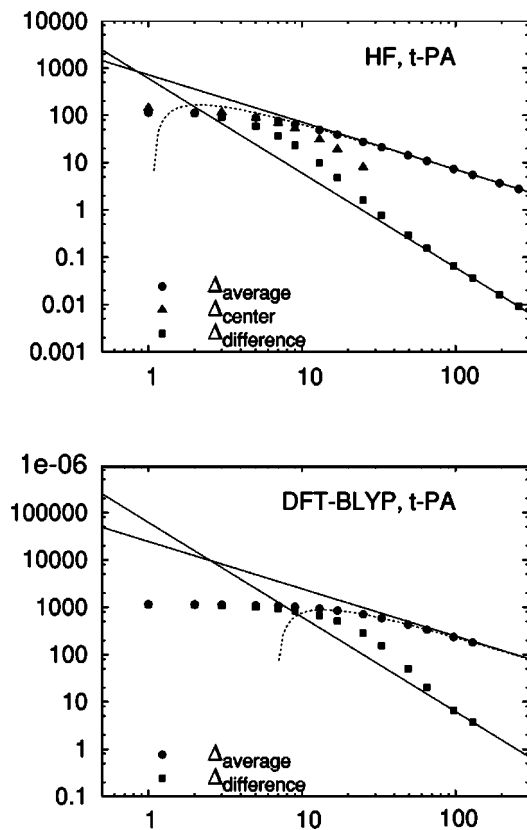 HF, t-PA
10000
1000
100
10
1
0.1
0.01
0.001
Δaverage
Δcenter
Δdifference
1 10 100
DFT-BLYP, t-PA
1e-06
100000
10000
1000
100
10
1
0.1
Δaverage
Δdifference
1 10 100